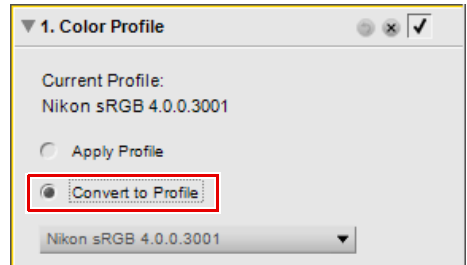 1. Color Profile
Current Profile:
Nikon sRGB 4.0.0.3001
Apply Profile
Convert to Profile
Nikon sRGB 4.0.0.3001